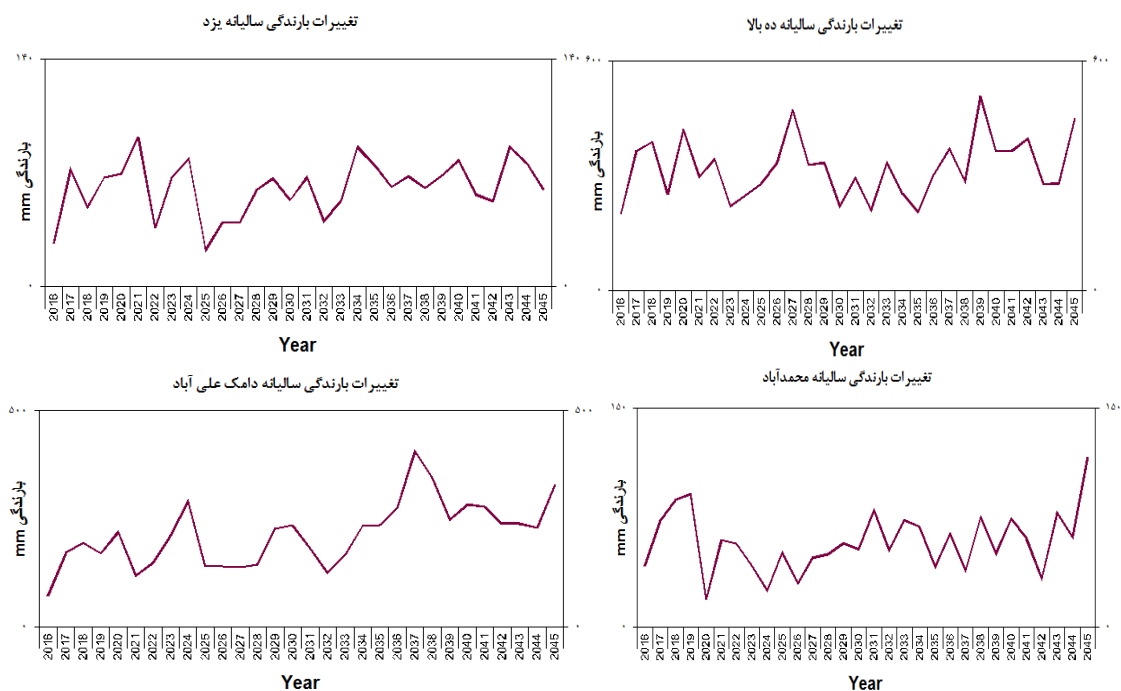 تغییرات بارندگی سالیانه یزد
۱۴۰
۱۴۰
بارندگی mm
۰
۰
2016 2017 2018 2019 2020 2021 2022 2023 2024 2025 2026 2027 2028 2029 2030 2031 2032 2033 2034 2035 2036 2037 2038 2039 2040 2041 2042 2043 2044 2045
Year
تغییرات بارندگی سالیانه ده بالا
۶۰۰
۶۰۰
بارندگی mm
۰
۰
2016 2017 2018 2019 2020 2021 2022 2023 2024 2025 2026 2027 2028 2029 2030 2031 2032 2033 2034 2035 2036 2037 2038 2039 2040 2041 2042 2043 2044 2045
Year
تغییرات بارندگی سالیانه دامک علی آباد
۵۰۰
۵۰۰
بارندگی mm
۰
۰
2016 2017 2018 2019 2020 2021 2022 2023 2024 2025 2026 2027 2028 2029 2030 2031 2032 2033 2034 2035 2036 2037 2038 2039 2040 2041 2042 2043 2044 2045
Year
تغییرات بارندگی سالیانه محمدآباد
۱۵۰
۱۵۰
بارندگی mm
۰
۰
2016 2017 2018 2019 2020 2021 2022 2023 2024 2025 2026 2027 2028 2029 2030 2031 2032 2033 2034 2035 2036 2037 2038 2039 2040 2041 2042 2043 2044 2045
Year